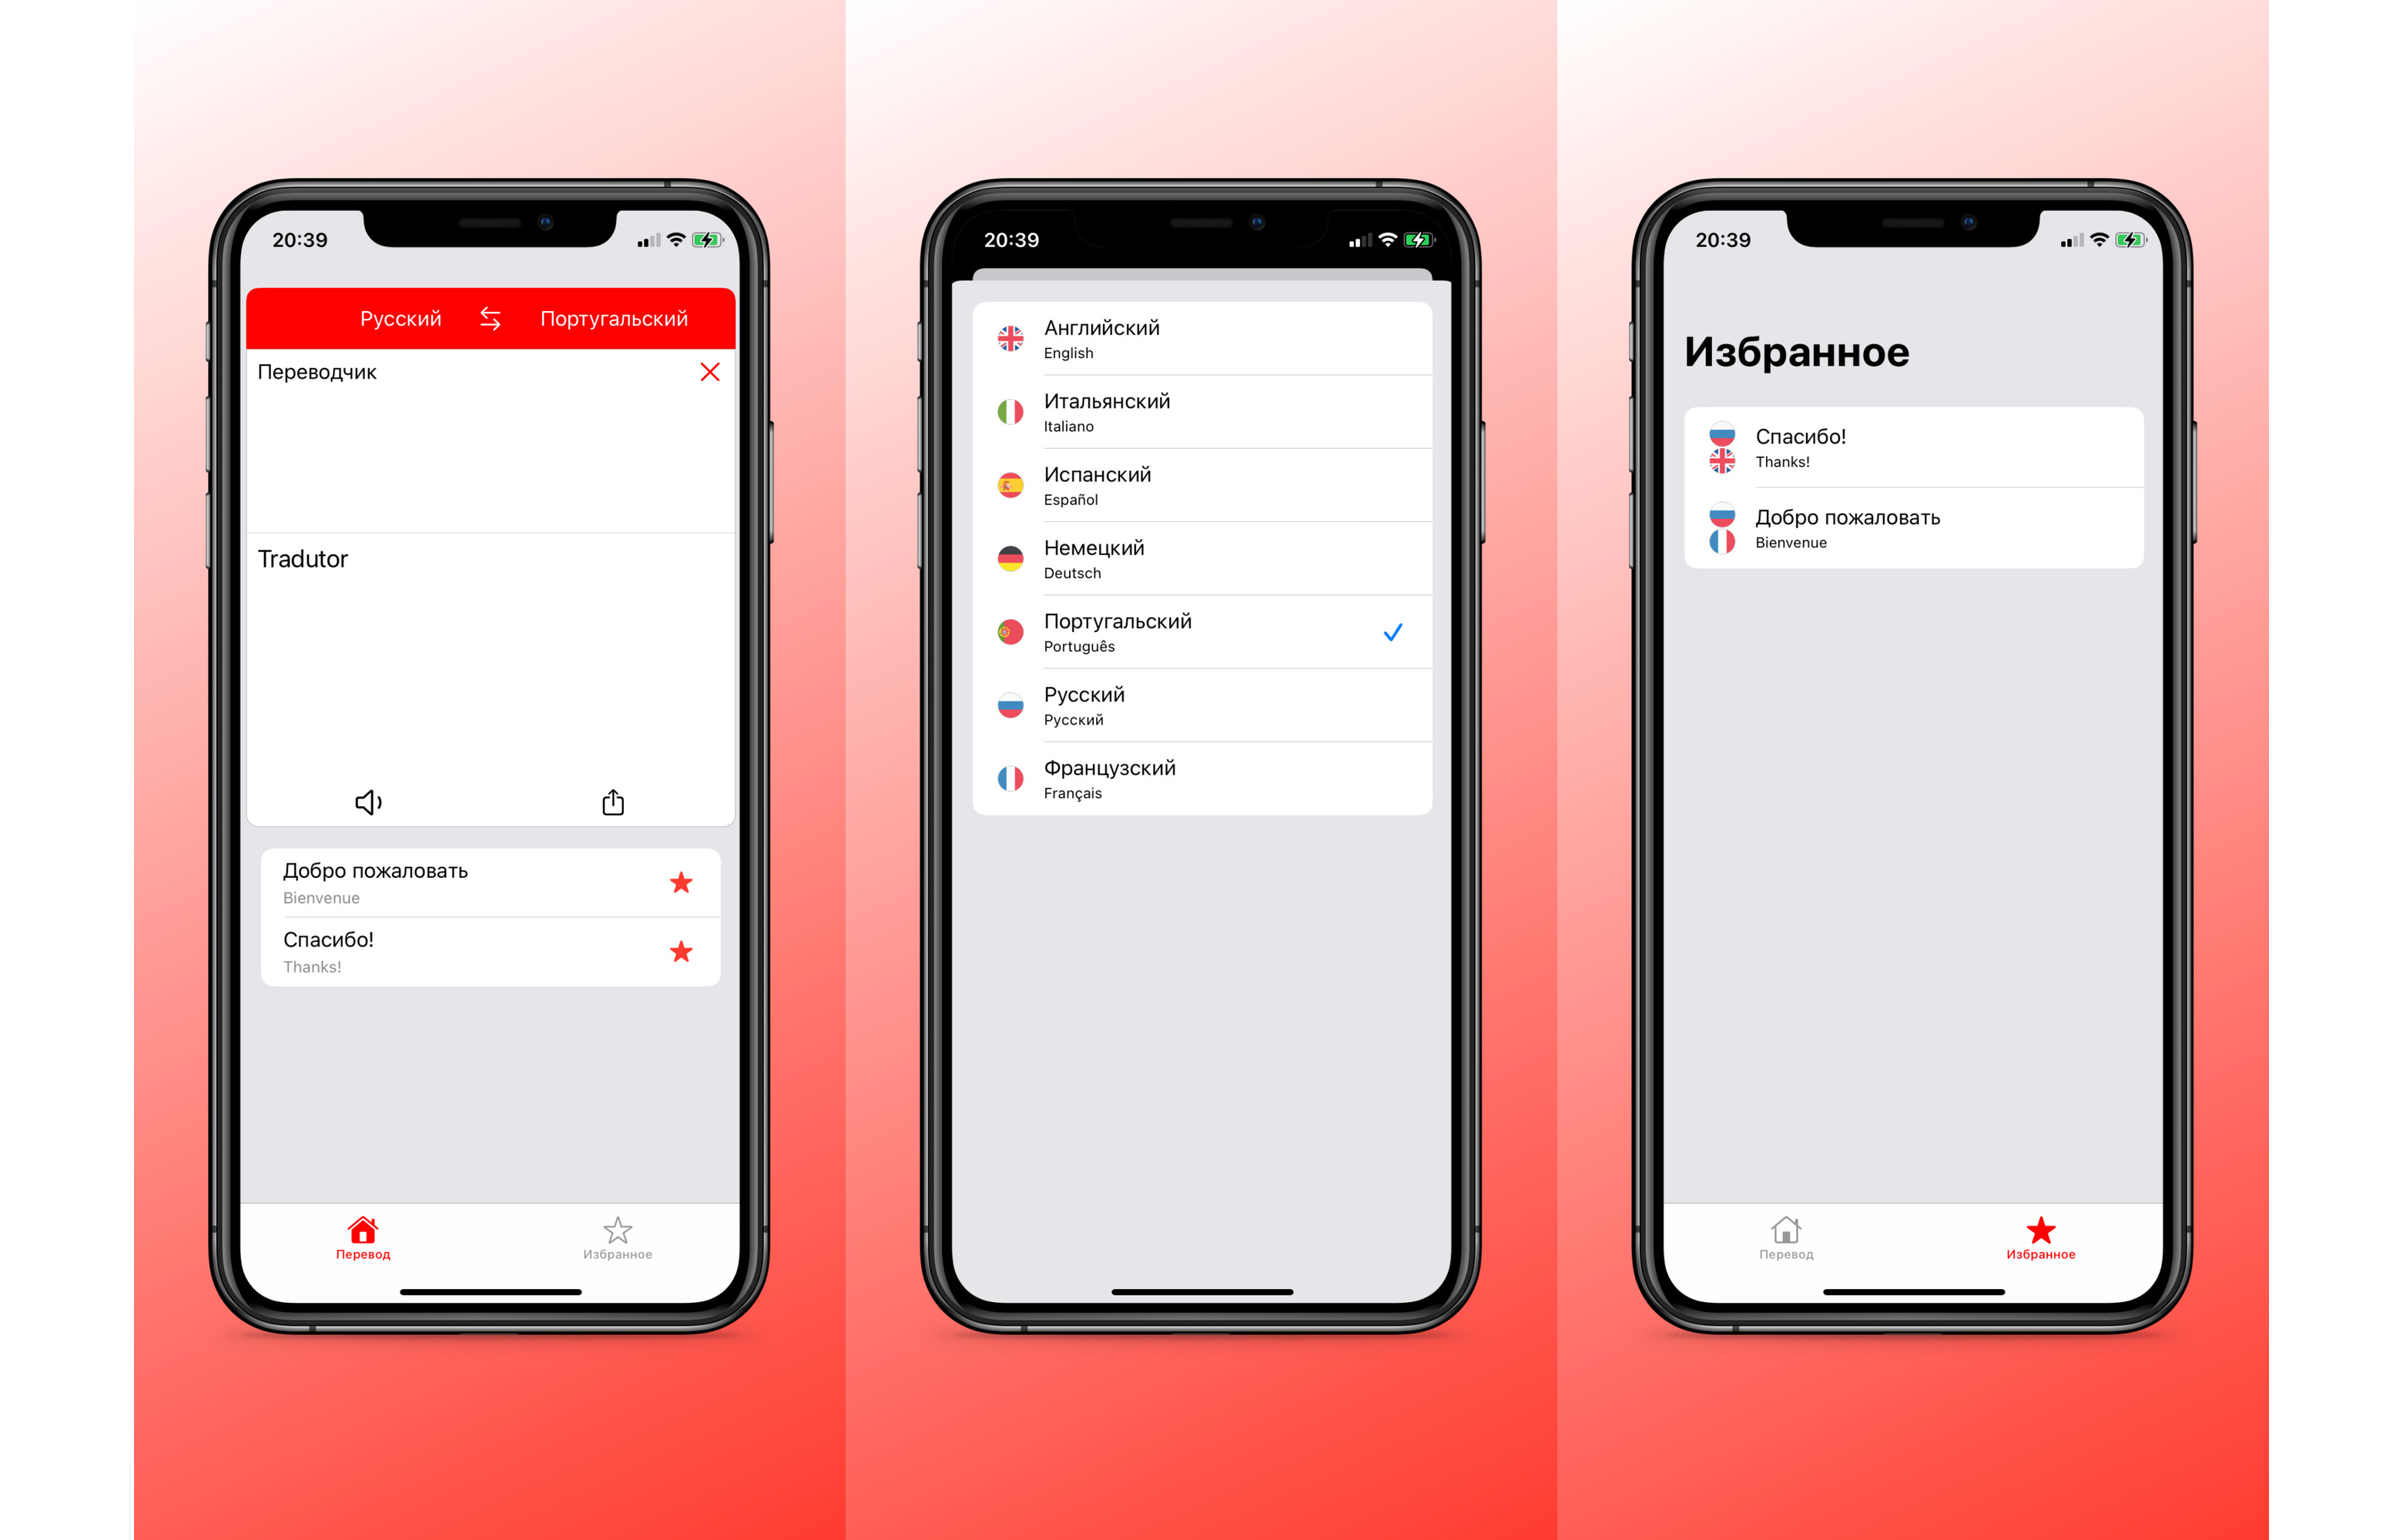 20:39
Русский
Португальский
Переводчик
Tradutor
Добро пожаловать
Bienvenue
Спасибо!
Thanks!
Перевод
Избранное
20:39
Английский
English
Итальянский
Italiano
Испанский
Español
Немецкий
Deutsch
Португальский
Português
Русский
Русский
Французский
Français
20:39
Избранное
Спасибо!
Thanks!
Добро пожаловать
Bienvenue
Перевод
Избранное